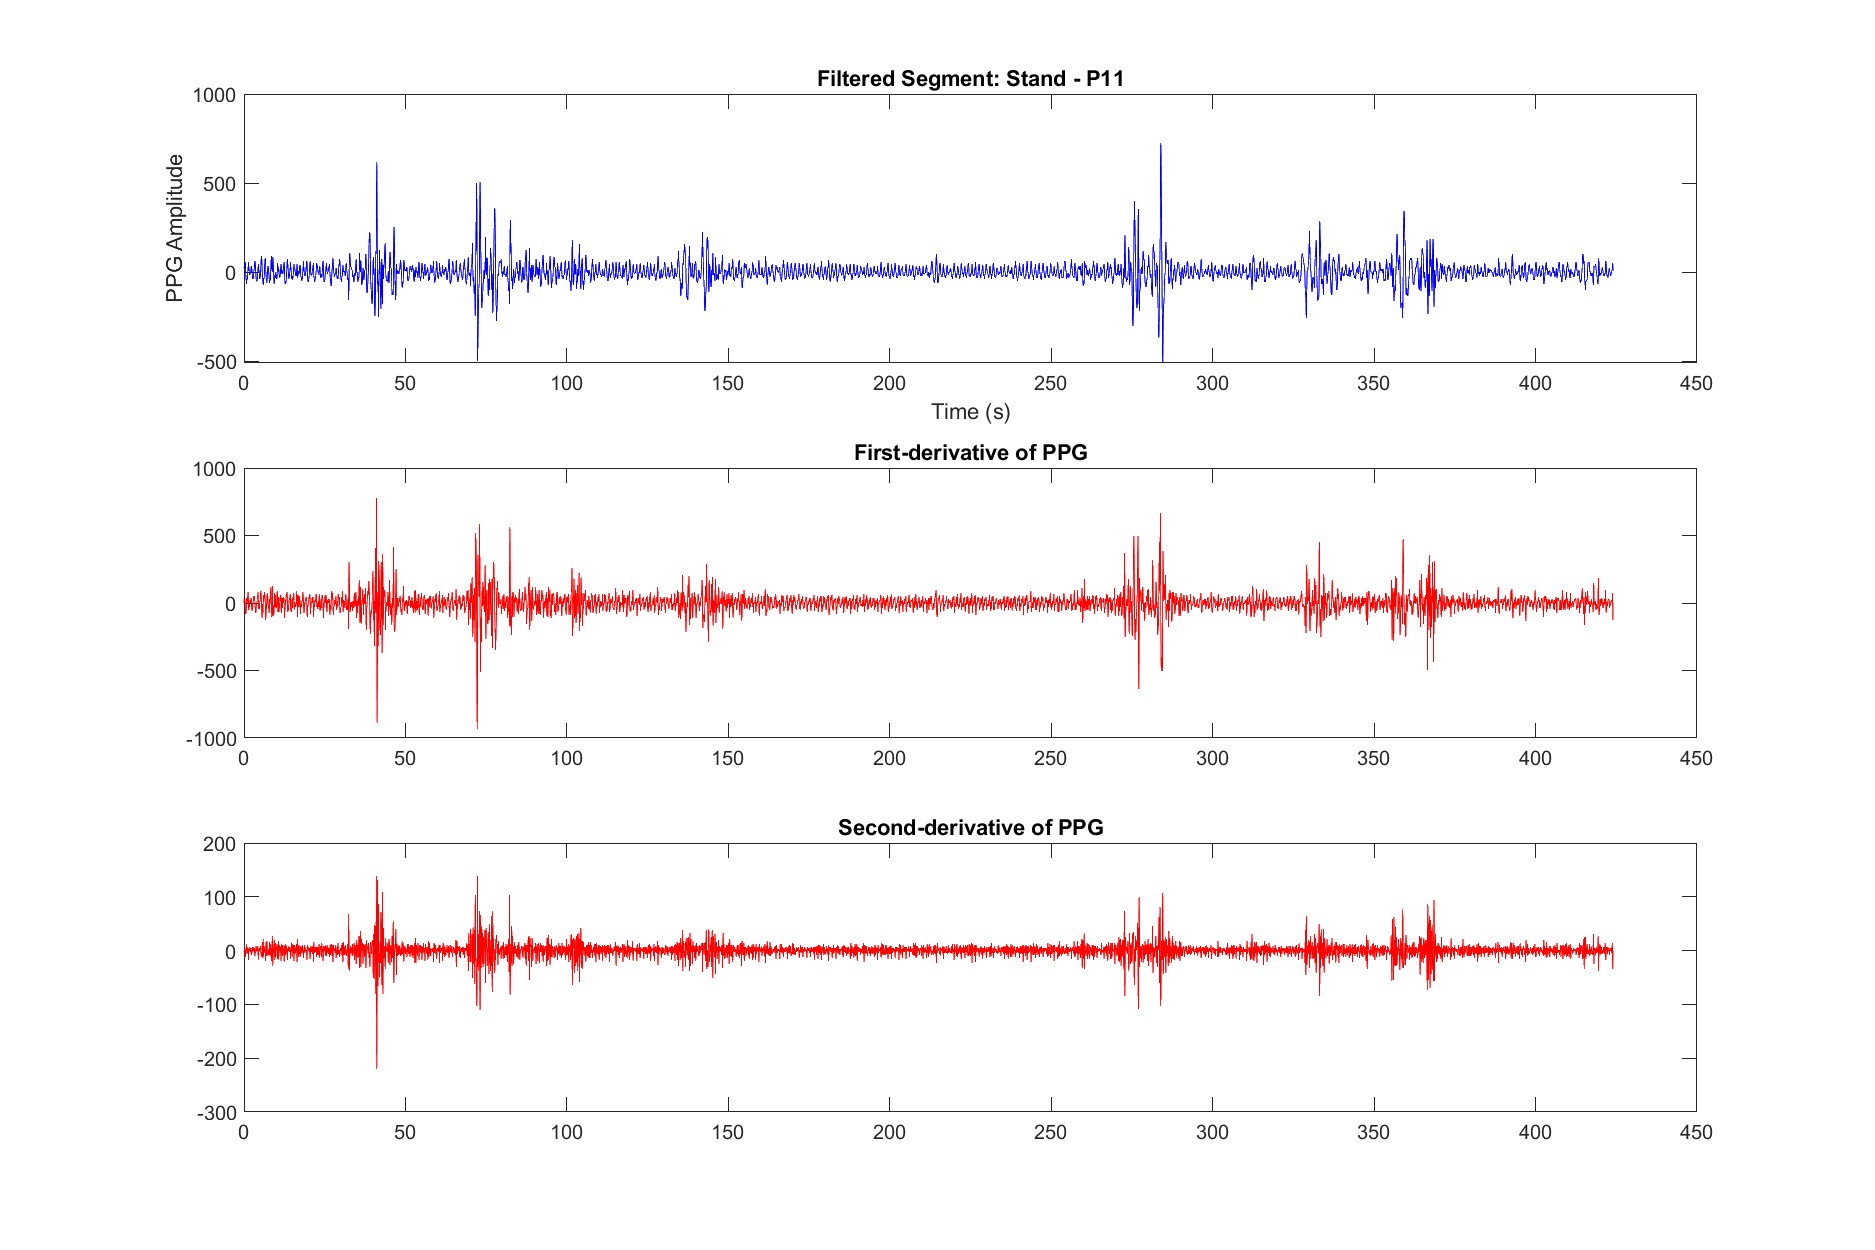 Filtered Segment: Stand - P11
1000
500
0
-500
PPG Amplitude
0 50 100 150 200 250 300 350 400 450
Time (s)
First-derivative of PPG
1000
500
0
-500
-1000
0 50 100 150 200 250 300 350 400 450
Second-derivative of PPG
200
100
0
-100
-200
-300
0 50 100 150 200 250 300 350 400 450